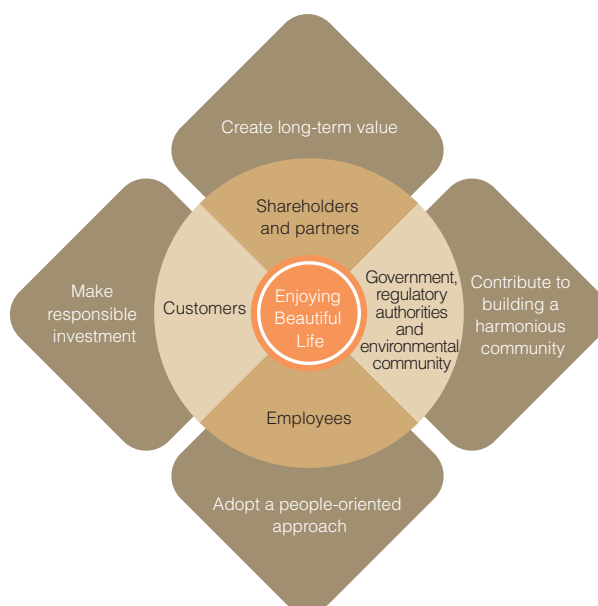 Create long-term value
Shareholders
and partners
Make
responsible
investment
Customers
Enjoying
Beautiful
Life
Government,
regulatory
authorities
and
environmental
community
Contribute to
building a
harmonious
community
Employees
Adopt a people-oriented
approach